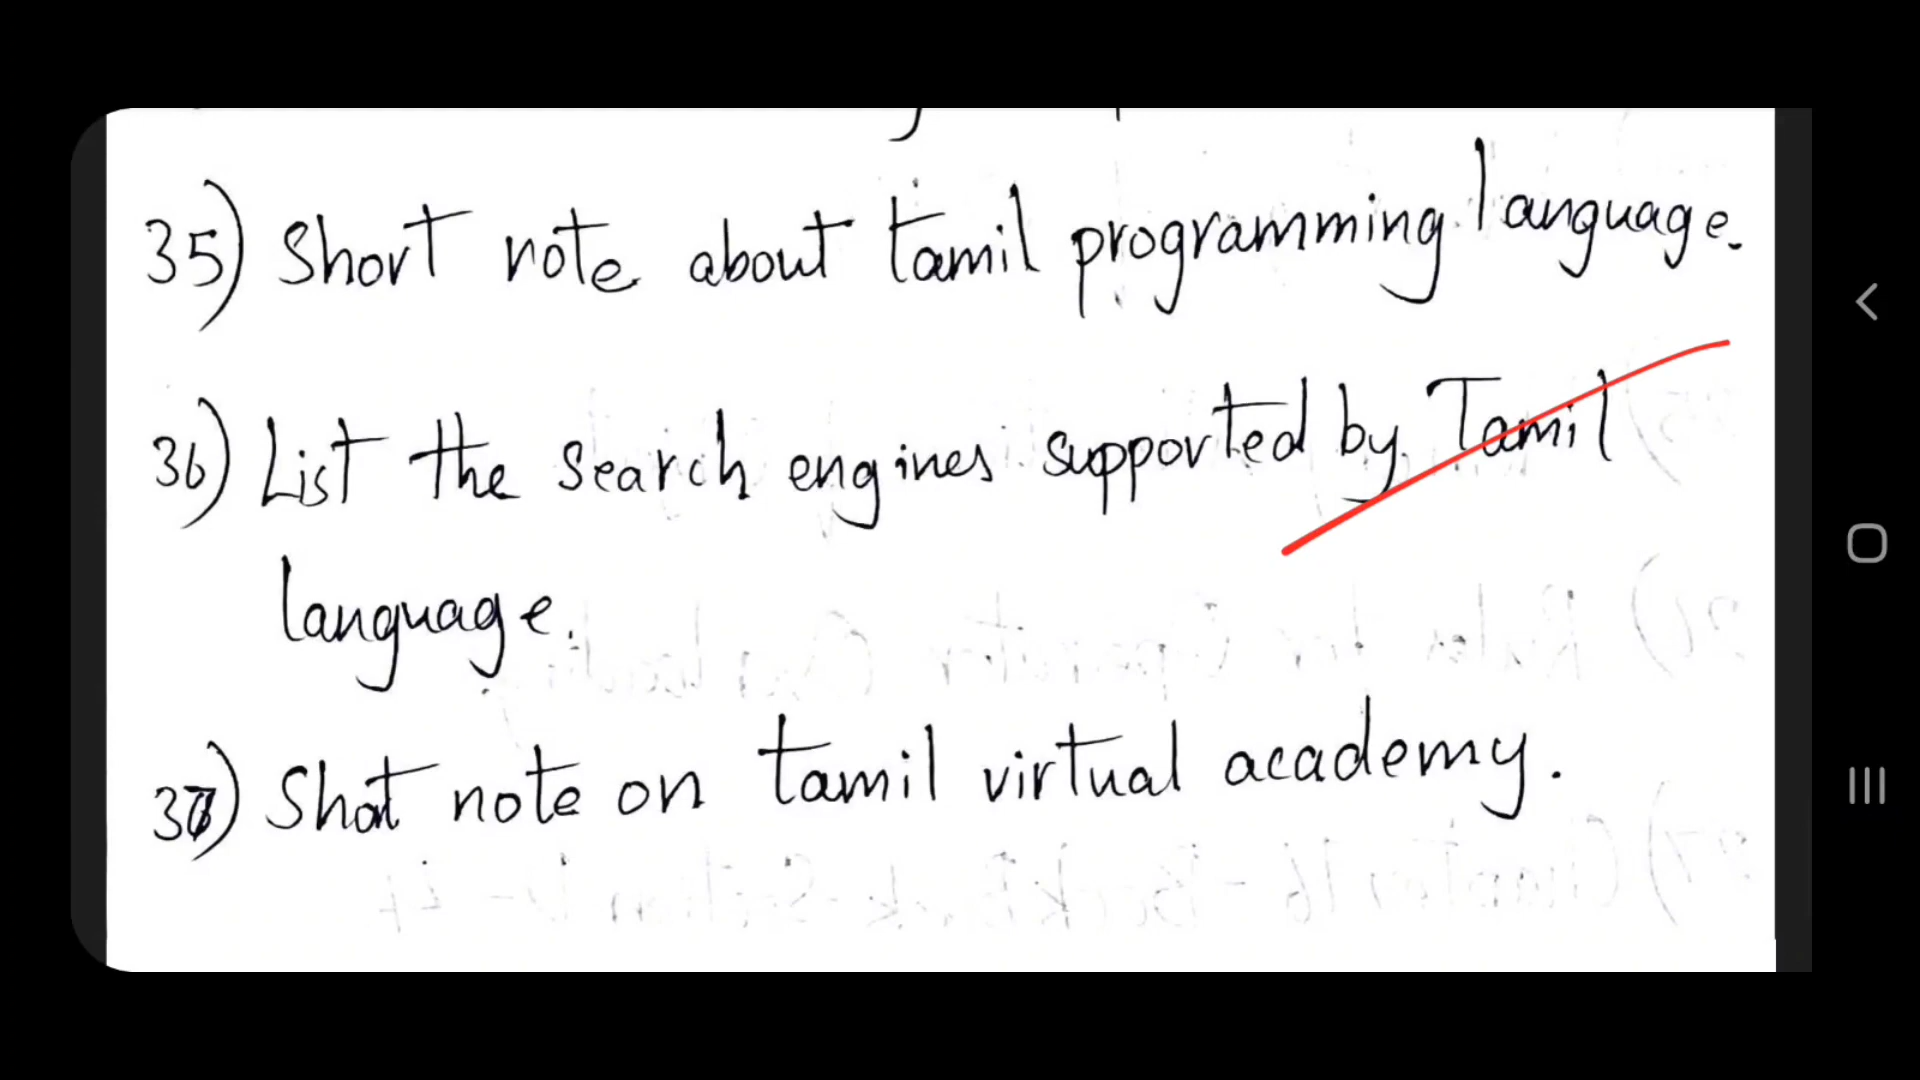 35) Short note about tamil programming language.
36) List the search engines supported by Tamil
language.
37) Shot note on tamil virtual academy.